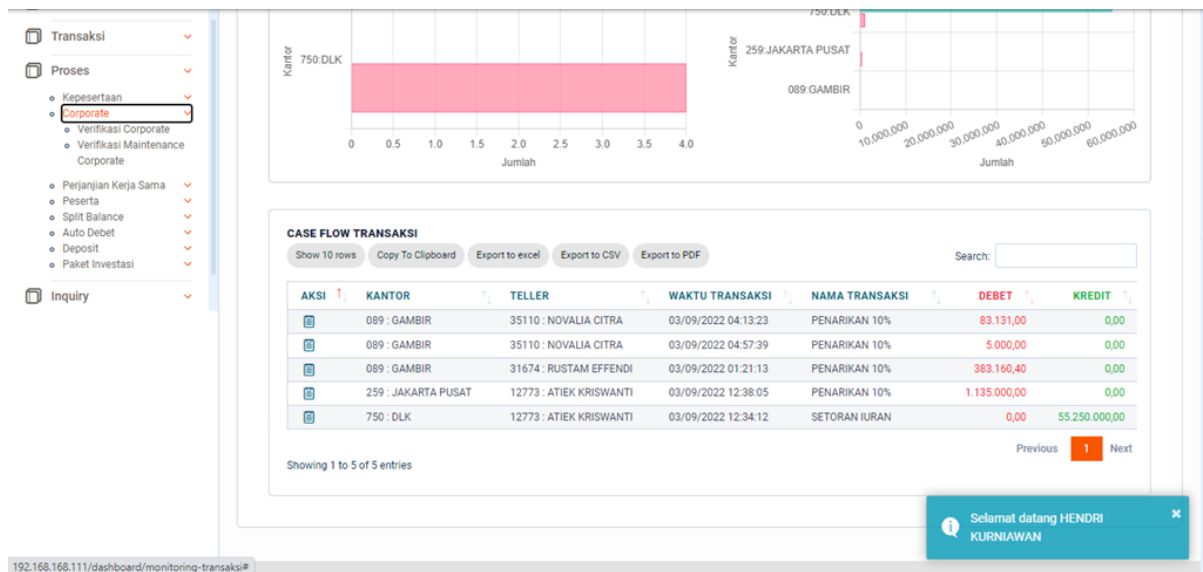 Transaksi
Proses
Kepesertaan
Corporate
Verifikasi Corporate
Verifikasi Maintenance
Corporate
Perjanjian Kerja Sama
Peserta
Split Balance
Auto Debet
Deposit
Paket Investasi
Inquiry
Kantor
750:DLK
0 0.5 1.0 1.5 2.0 2.5 3.0 3.5 4.0
Jumlah
Kantor
750:DLK
259:JAKARTA PUSAT
089:GAMBIR
0 10,000,000 20,000,000 30,000,000 40,000,000 50,000,000 60,000,000
Jumlah
CASE FLOW TRANSAKSI
Show 10 rows Copy To Clipboard Export to excel Export to CSV Export to PDF Search:
AKSI KANTOR TELLER WAKTU TRANSAKSI NAMA TRANSAKSI DEBET KREDIT
089 : GAMBIR 35110 : NOVALIA CITRA 03/09/2022 04:13:23 PENARIKAN 10% 83.131,00 0,00
089 : GAMBIR 35110 : NOVALIA CITRA 03/09/2022 04:57:39 PENARIKAN 10% 5.000,00 0,00
089 : GAMBIR 31674 : RUSTAM EFFENDI 03/09/2022 01:21:13 PENARIKAN 10% 383.160,40 0,00
259 : JAKARTA PUSAT 12773 : ATIEK KRISWANTI 03/09/2022 12:38:05 PENARIKAN 10% 1.135.000,00 0,00
750 : DLK 12773 : ATIEK KRISWANTI 03/09/2022 12:34:12 SETORAN IURAN 0,00 55.250.000,00
Previous 1 Next
Showing 1 to 5 of 5 entries
Selamat datang HENDRI
KURNIAWAN
192.168.168.111/dashboard/monitoring-transaksi#